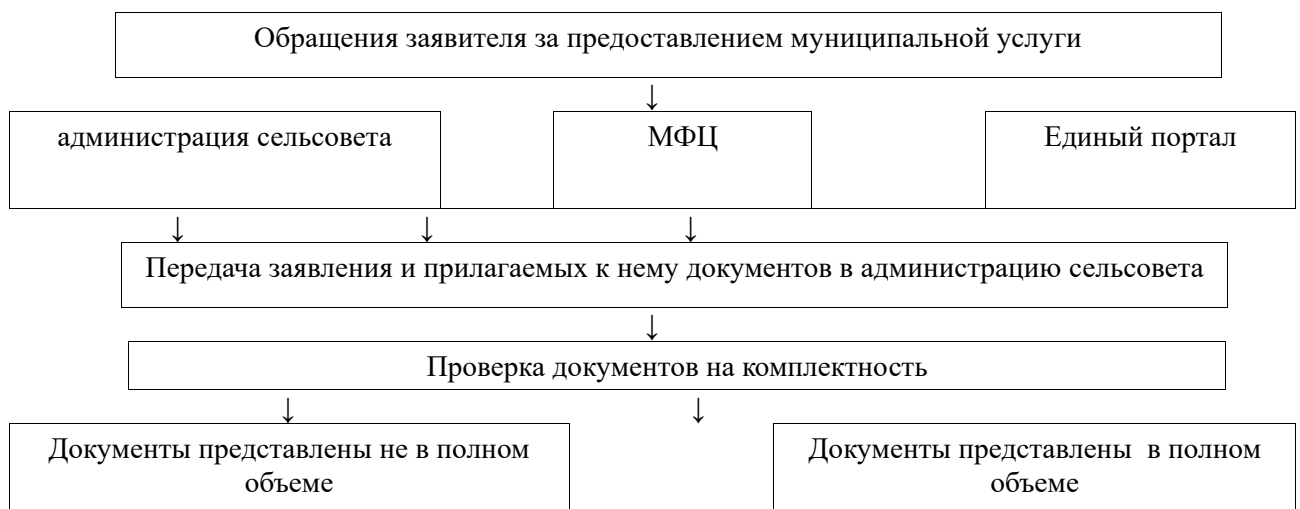 Обращения заявителя за предоставлением муниципальной услуги
↓
администрация сельсовета МФЦ Единый портал
↓ ↓ ↓
Передача заявления и прилагаемых к нему документов в администрацию сельсовета
↓
Проверка документов на комплектность
↓ ↓
Документы представлены не в полном
объеме
Документы представлены в полном
объеме